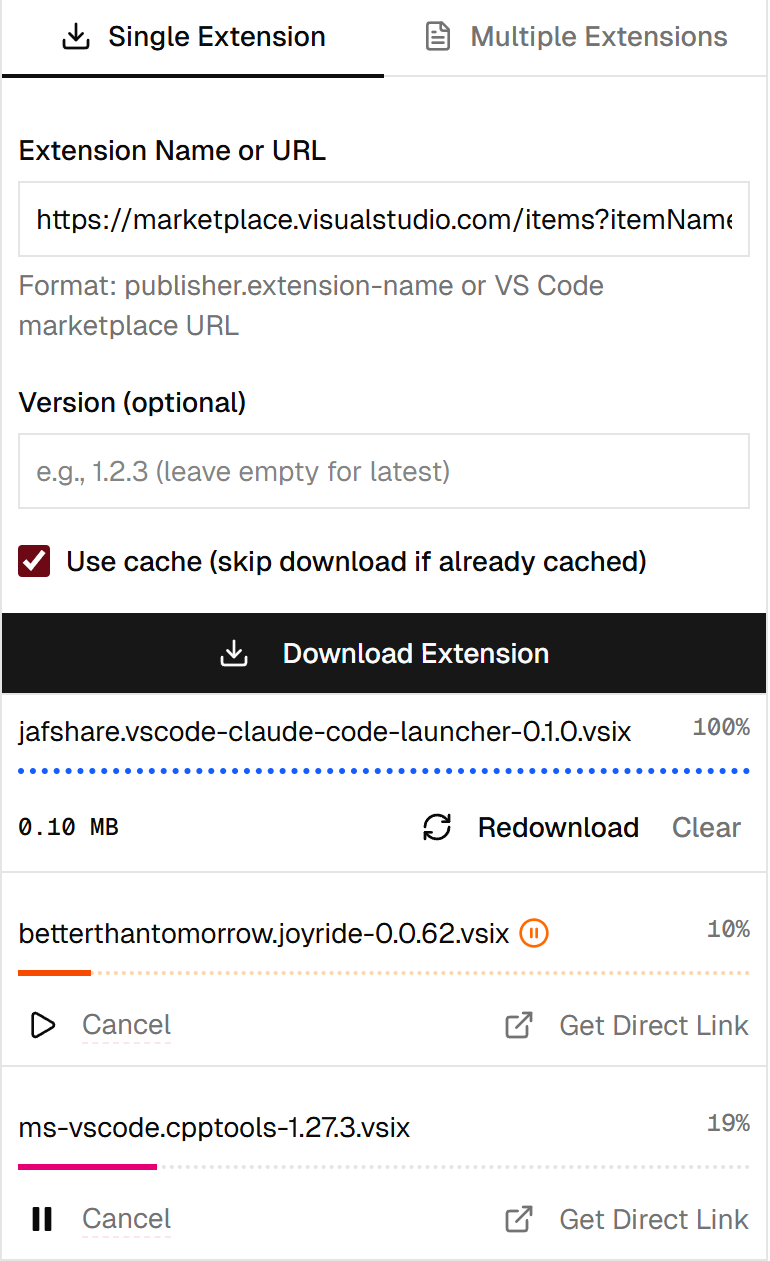 Single Extension
Multiple Extensions
Extension Name or URL
https://marketplace.visualstudio.com/items?itemName
Format: publisher.extension-name or VS Code
marketplace URL
Version (optional)
e.g., 1.2.3 (leave empty for latest)
Use cache (skip download if already cached)
Download Extension
jafshare.vscode-claude-code-launcher-0.1.0.vsix 100%
0.10 MB Redownload Clear
betterthantomorrow.joyride-0.0.62.vsix 10%
Cancel Get Direct Link
ms-vscode.cpptools-1.27.3.vsix 19%
Cancel Get Direct Link